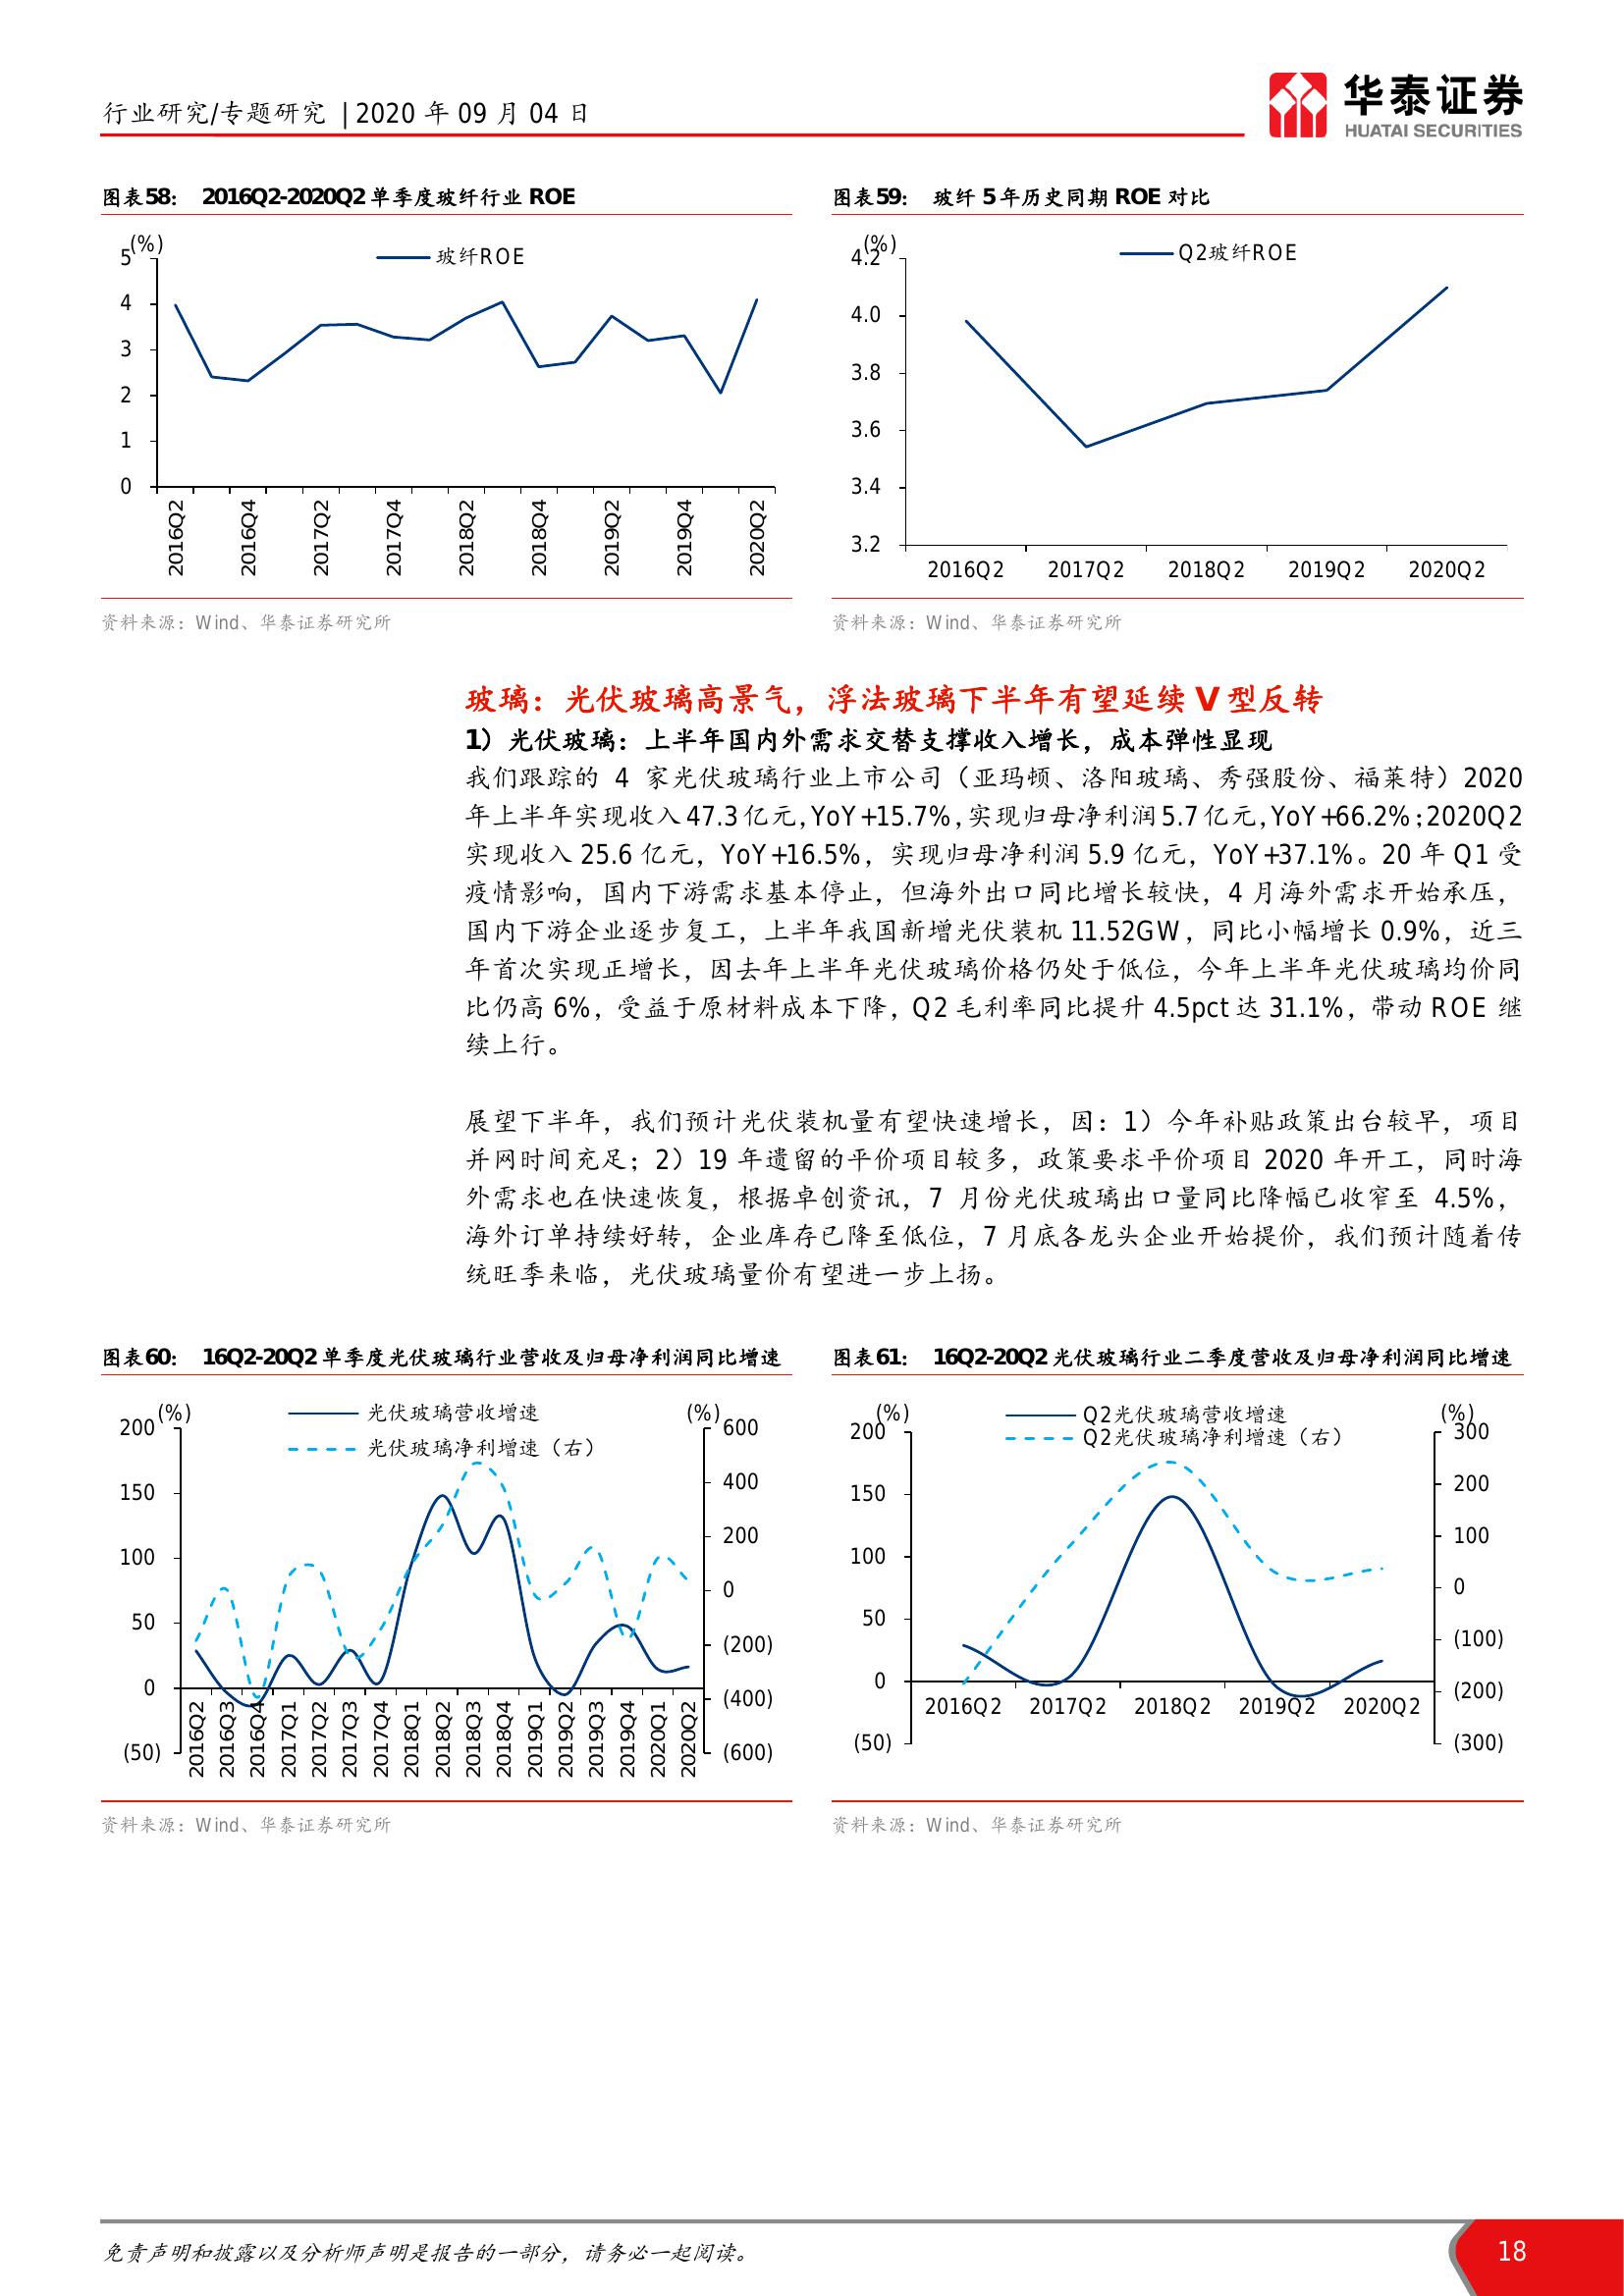 行业研究/专题研究 | 2020 年 09 月 04 日
华泰证券
HUATAI SECURITIES
图表58： 2016Q2-2020Q2 单季度玻纤行业 ROE
(%)
玻纤ROE
5
4
3
2
1
0
2016Q2 2016Q4 2017Q2 2017Q4 2018Q2 2018Q4 2019Q2 2019Q4 2020Q2
资料来源：Wind、华泰证券研究所
图表59： 玻纤 5 年历史同期 ROE 对比
(%)
Q2玻纤ROE
4.2
4.0
3.8
3.6
3.4
3.2
2016Q2 2017Q2 2018Q2 2019Q2 2020Q2
资料来源：Wind、华泰证券研究所
玻璃：光伏玻璃高景气，浮法玻璃下半年有望延续 V 型反转
1）光伏玻璃：上半年国内外需求交替支撑收入增长，成本弹性显现
我们跟踪的 4 家光伏玻璃行业上市公司（亚玛顿、洛阳玻璃、秀强股份、福莱特）2020
年上半年实现收入 47.3 亿元，YoY+15.7%，实现归母净利润 5.7 亿元，YoY+66.2%；2020Q2
实现收入 25.6 亿元，YoY+16.5%，实现归母净利润 5.9 亿元，YoY+37.1%。20 年 Q1 受
疫情影响，国内下游需求基本停止，但海外出口同比增长较快，4 月海外需求开始承压，
国内下游企业逐步复工，上半年我国新增光伏装机 11.52GW，同比小幅增长 0.9%，近三
年首次实现正增长，因去年上半年光伏玻璃价格仍处于低位，今年上半年光伏玻璃均价同
比仍高 6%，受益于原材料成本下降，Q2 毛利率同比提升 4.5pct 达 31.1%，带动 ROE 继
续上行。
展望下半年，我们预计光伏装机量有望快速增长，因：1）今年补贴政策出台较早，项目
并网时间充足；2）19 年遗留的平价项目较多，政策要求平价项目 2020 年开工，同时海
外需求也在快速恢复，根据卓创资讯，7 月份光伏玻璃出口量同比降幅已收窄至 4.5%，
海外订单持续好转，企业库存已降至低位，7 月底各龙头企业开始提价，我们预计随着传
统旺季来临，光伏玻璃量价有望进一步上扬。
图表60： 16Q2-20Q2 单季度光伏玻璃行业营收及归母净利润同比增速
(%)
(%)
光伏玻璃营收增速
光伏玻璃净利增速（右）
200
150
100
50
0
(50)
600
400
200
0
(200)
(400)
(600)
2016Q2 2016Q3 2016Q4 2017Q1 2017Q2 2017Q3 2017Q4 2018Q1 2018Q2 2018Q3 2018Q4 2019Q1 2019Q2 2019Q3 2019Q4 2020Q1 2020Q2
资料来源：Wind、华泰证券研究所
图表61： 16Q2-20Q2 光伏玻璃行业二季度营收及归母净利润同比增速
(%)
(%)
Q2光伏玻璃营收增速
Q2光伏玻璃净利增速（右）
200
150
100
50
0
(50)
300
200
100
0
(100)
(200)
(300)
2016Q2 2017Q2 2018Q2 2019Q2 2020Q2
资料来源：Wind、华泰证券研究所
免责声明和披露以及分析师声明是报告的一部分，请务必一起阅读。
18